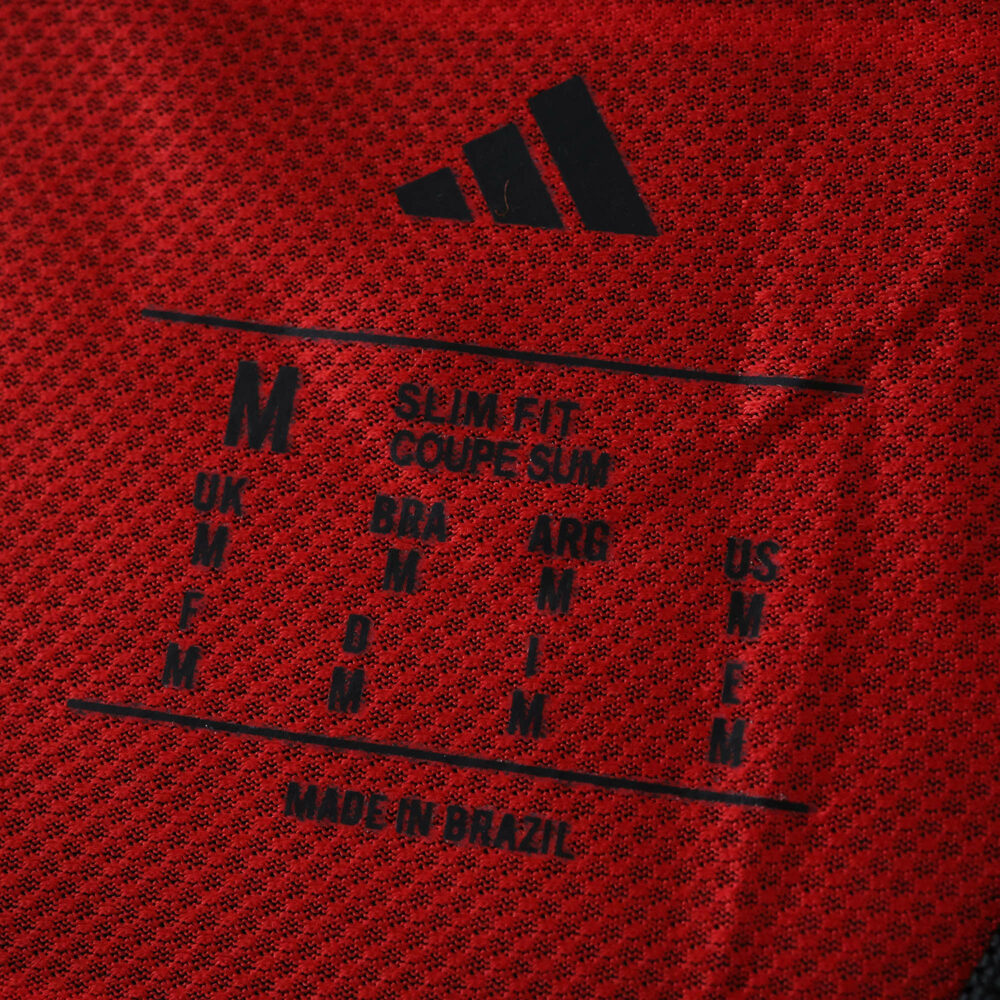 M
SLIM FIT
COUPE SLIM
UK BRA ARG US
M M M M
F D I E
M M M M
MADE IN BRAZIL